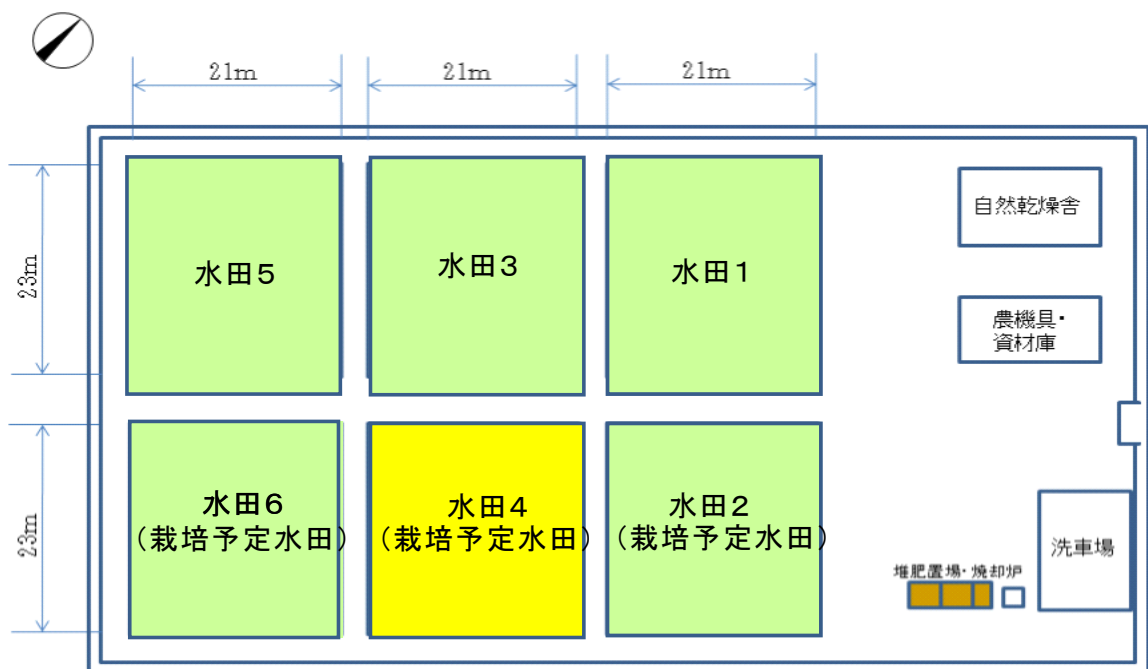 21m
21m
21m
23m
水田5
水田3
水田1
自然乾燥舎
農機具・
資材庫
23m
水田6
(栽培予定水田)
水田4
(栽培予定水田)
水田2
(栽培予定水田)
洗車場
堆肥置場・焼却炉